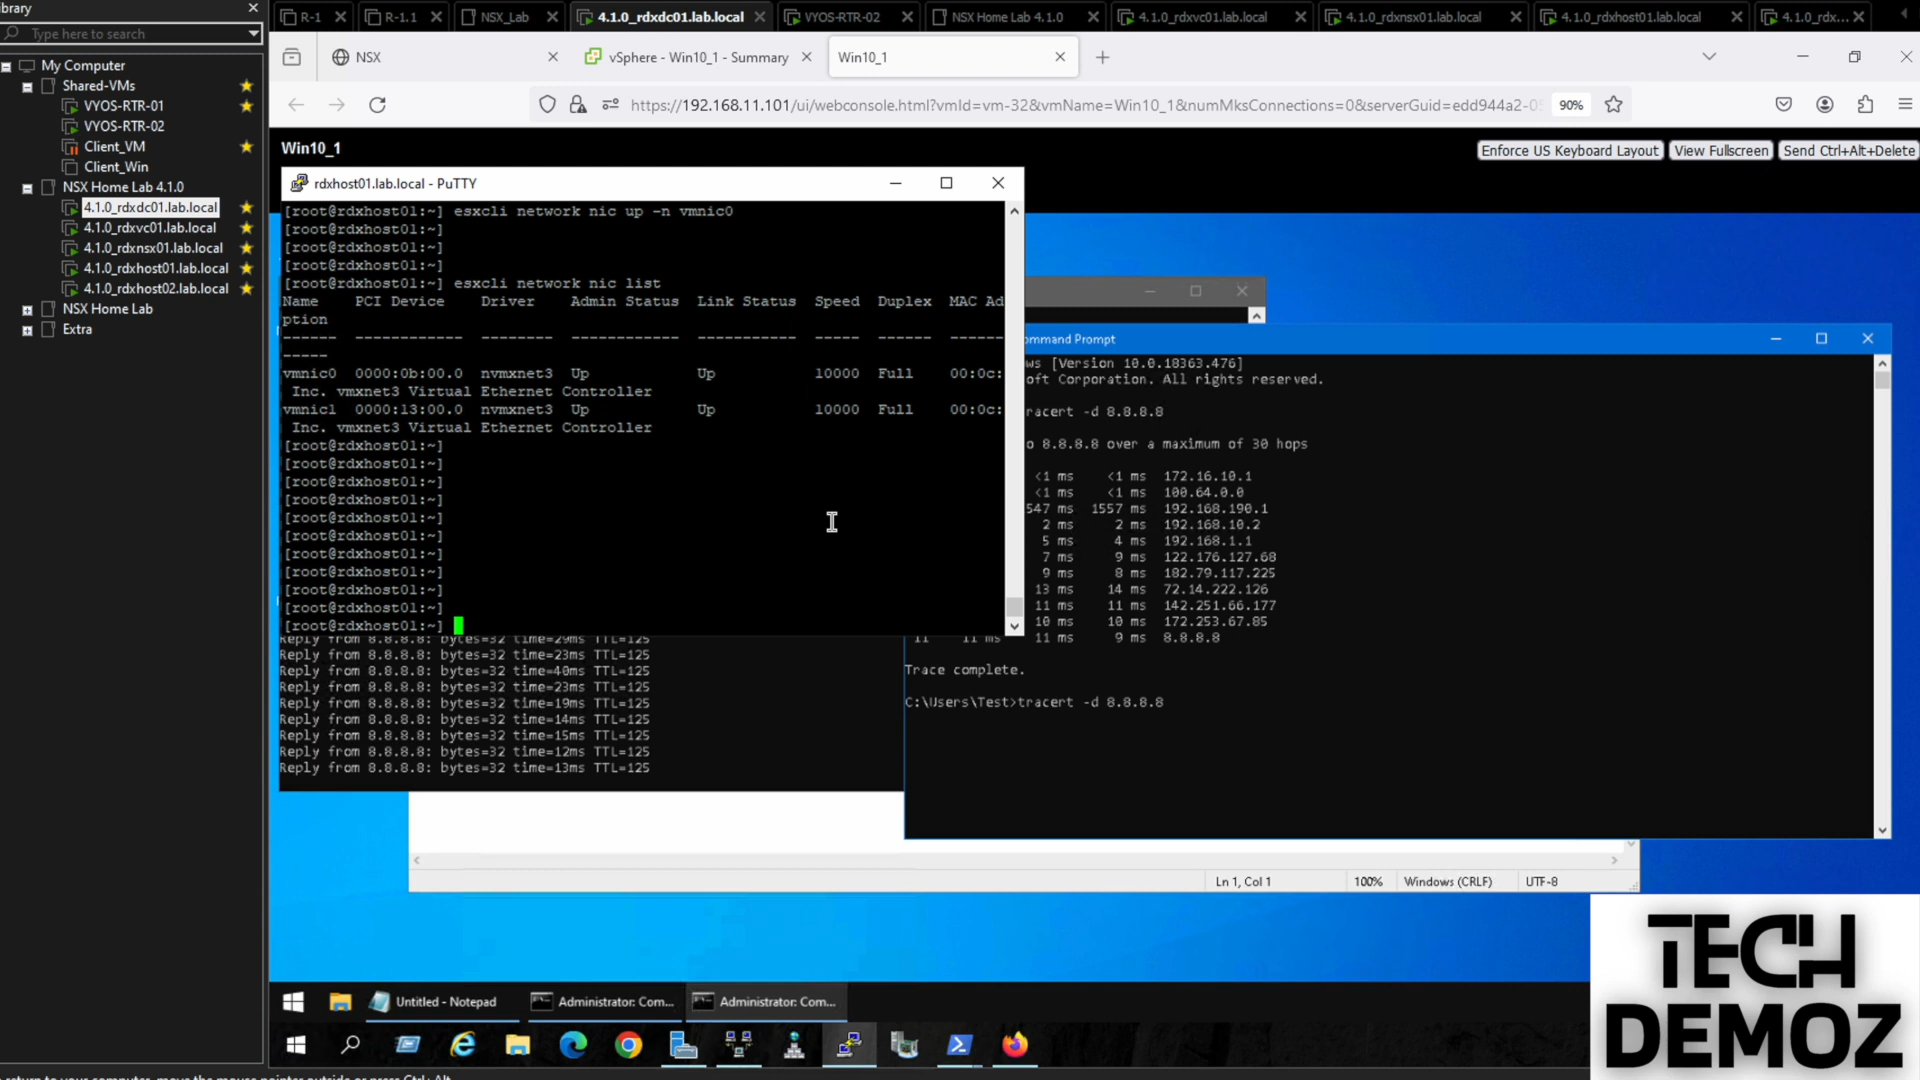 ibrary
Type here to search
My Computer
Shared-VMs
VYOS-RTR-01
VYOS-RTR-02
Client_VM
Client_Win
NSX Home Lab 4.1.0
4.1.0_rdxdc01.lab.local
4.1.0_rdxvc01.lab.local
4.1.0_rdxnsx01.lab.local
4.1.0_rdxhost01.lab.local
4.1.0_rdxhost02.lab.local
NSX Home Lab
Extra
R-1 R-1.1 NSX_Lab 4.1.0_rdxdc01.lab.local VYOS-RTR-02 NSX Home Lab 4.1.0 4.1.0_rdxvc01.lab.local 4.1.0_rdxnsx01.lab.local 4.1.0_rdxhost01.lab.local 4.1.0_rdx...
NSX vSphere - Win10_1 - Summary Win10_1
https://192.168.11.101/ui/webconsole.html?vmId=vm-32&vmName=Win10_1&numMksConnections=0&serverGuid=edd944a2-05 90%
Win10_1
Enforce US Keyboard Layout View Fullscreen Send Ctrl+Alt+Delete
rdxhost01.lab.local - PuTTY
[root@rdxhost01:~] esxcli network nic up -n vmnic0
[root@rdxhost01:~]
[root@rdxhost01:~]
[root@rdxhost01:~]
[root@rdxhost01:~] esxcli network nic list
Name PCI Device Driver Admin Status Link Status Speed Duplex MAC Ad
ption
------ ------------ -------- ------------ ----------- ----- ------ ------
-----
vmnic0 0000:0b:00.0 nvmxnet3 Up Up 10000 Full 00:0c:
Inc. vmxnet3 Virtual Ethernet Controller
vmnic1 0000:13:00.0 nvmxnet3 Up Up 10000 Full 00:0c:
Inc. vmxnet3 Virtual Ethernet Controller
[root@rdxhost01:~]
[root@rdxhost01:~]
[root@rdxhost01:~]
[root@rdxhost01:~]
[root@rdxhost01:~]
[root@rdxhost01:~]
[root@rdxhost01:~]
[root@rdxhost01:~]
[root@rdxhost01:~]
[root@rdxhost01:~]
[root@rdxhost01:~]
Reply from 8.8.8.8: bytes=32 time=29ms TTL=125
Reply from 8.8.8.8: bytes=32 time=23ms TTL=125
Reply from 8.8.8.8: bytes=32 time=40ms TTL=125
Reply from 8.8.8.8: bytes=32 time=23ms TTL=125
Reply from 8.8.8.8: bytes=32 time=19ms TTL=125
Reply from 8.8.8.8: bytes=32 time=14ms TTL=125
Reply from 8.8.8.8: bytes=32 time=15ms TTL=125
Reply from 8.8.8.8: bytes=32 time=12ms TTL=125
Reply from 8.8.8.8: bytes=32 time=13ms TTL=125
ommand Prompt
ws [Version 10.0.18363.476]
oft Corporation. All rights reserved.
racert -d 8.8.8.8
o 8.8.8.8 over a maximum of 30 hops
<1 ms <1 ms 172.16.10.1
<1 ms <1 ms 100.64.0.0
547 ms 1557 ms 192.168.190.1
2 ms 2 ms 192.168.10.2
5 ms 4 ms 192.168.1.1
7 ms 9 ms 122.176.127.68
9 ms 8 ms 182.79.117.225
13 ms 14 ms 72.14.222.126
11 ms 11 ms 142.251.66.177
10 ms 10 ms 172.253.67.85
11 11 ms 11 ms 9 ms 8.8.8.8
Trace complete.
C:\Users\Test>tracert -d 8.8.8.8
Ln 1, Col 1 100% Windows (CRLF) UTF-8
Untitled - Notepad Administrator: Com... Administrator: Com...
TECH
DEMOZ